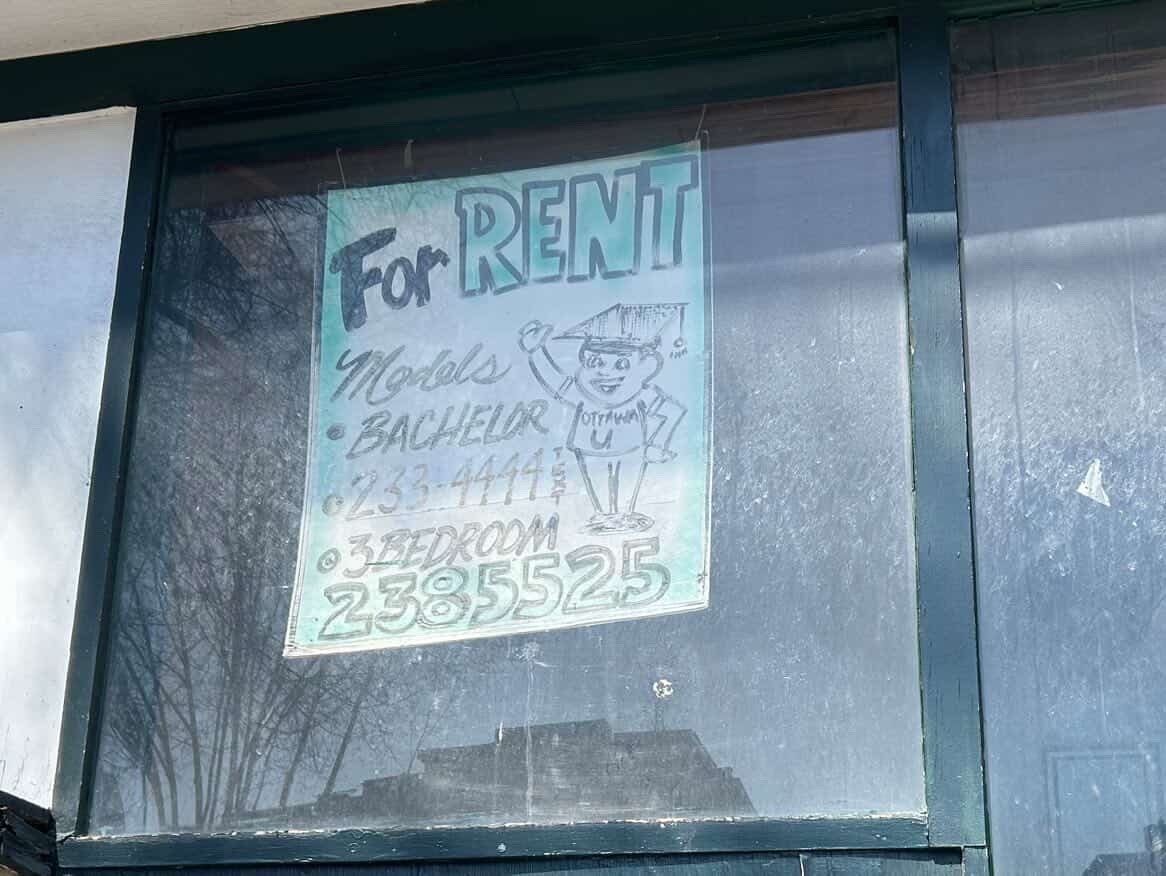 For RENT
Models
• BACHELOR
• 233-4444 TEXT
OTTAWA
U
• 3 BEDROOM
2385525